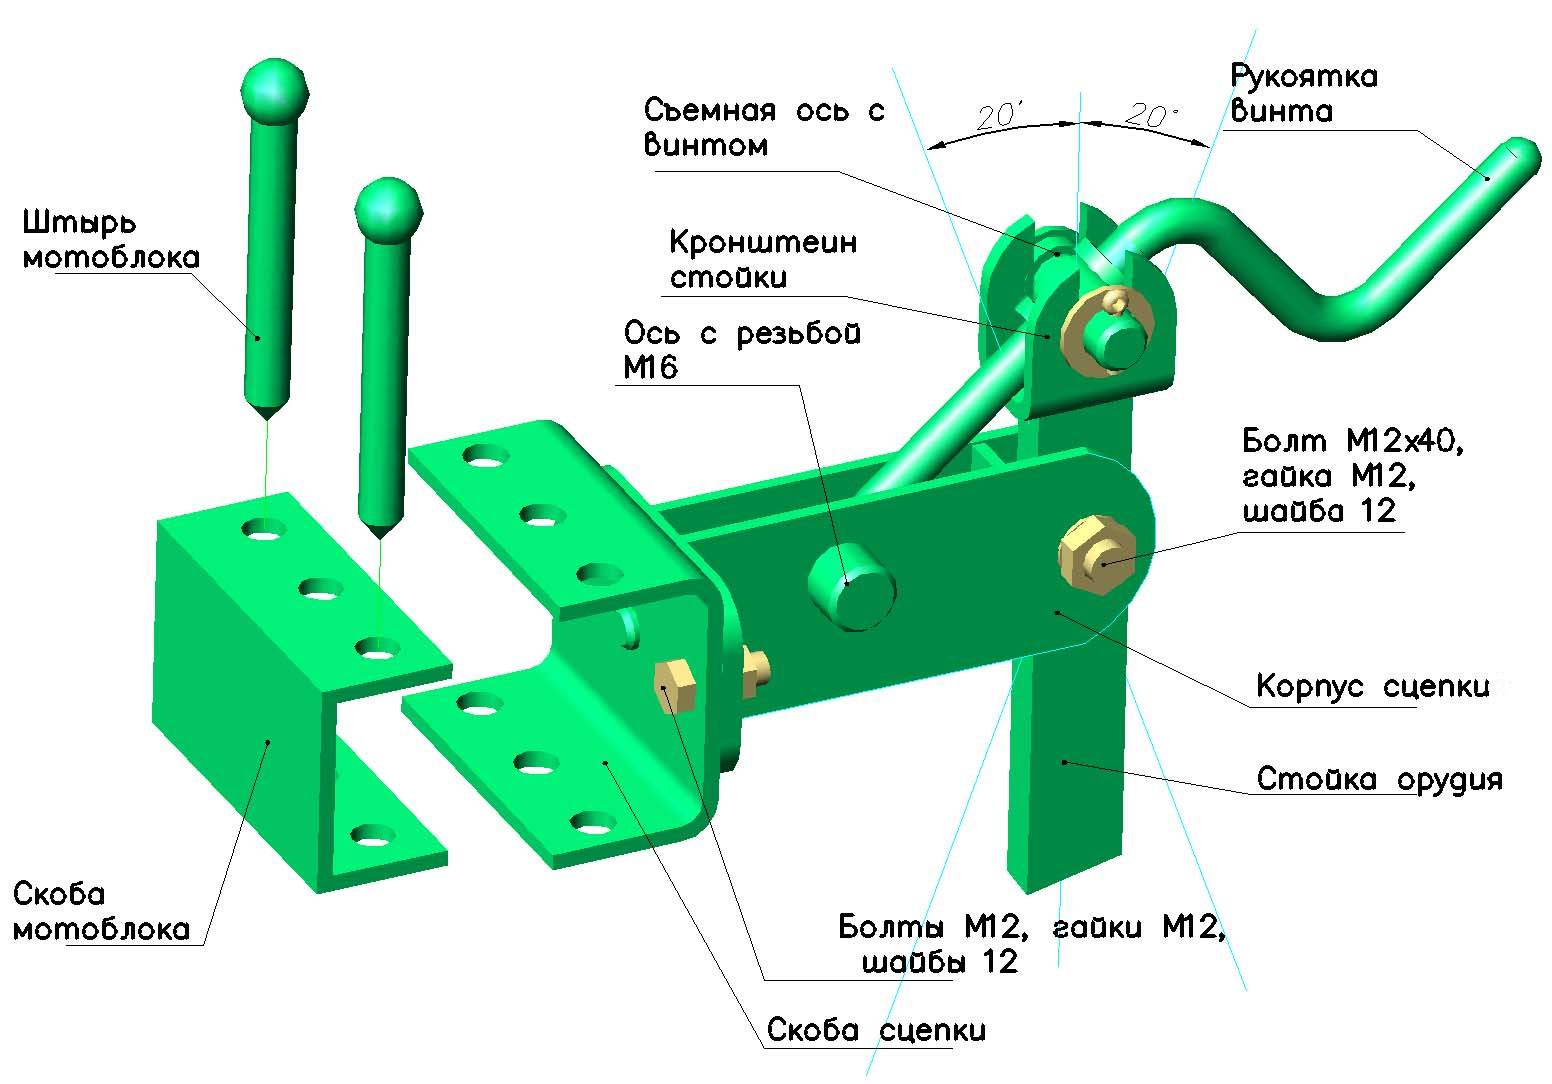 Рукоятка
винта
Съемная ось с
винтом
20'
20°
Штырь
мотоблока
Кронштеин
стойки
Ось с резьбой
М16
Болт М12х40,
гайка М12,
шайба 12
Корпус сцепки
Стойка орудия
Скоба
мотоблока
Болты М12, гайки М12,
шайбы 12
Скоба сцепки